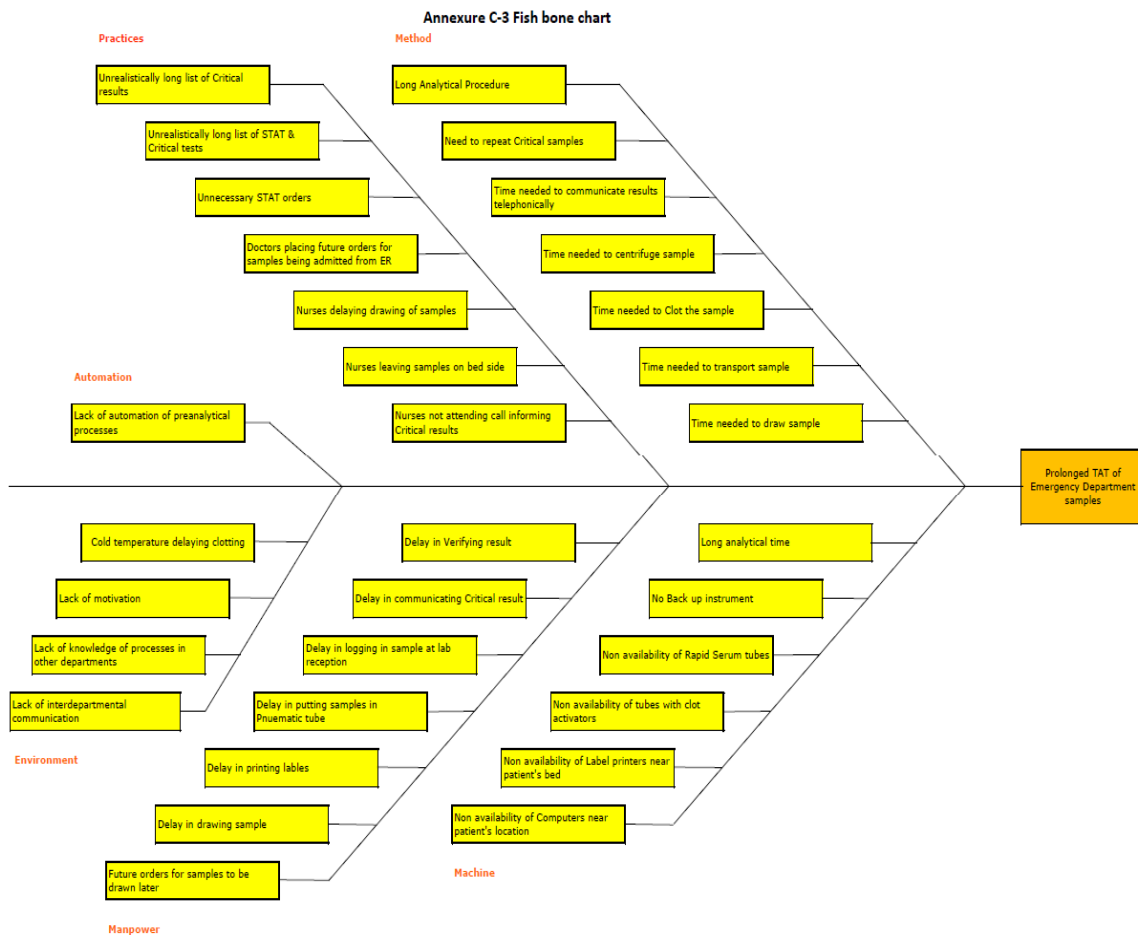 Annexure C-3 Fish bone chart
Practices
Unrealistically long list of Critical
results
Unrealistically long list of STAT &
Critical tests
Unnecessary STAT orders
Doctors placing future orders for
samples being admitted from ER
Nurses delaying drawing of samples
Nurses leaving samples on bed side
Nurses not attending call informing
Critical results
Method
Long Analytical Procedure
Need to repeat Critical samples
Time needed to communicate results
telephonically
Time needed to centrifuge sample
Time needed to Clot the sample
Time needed to transport sample
Time needed to draw sample
Automation
Lack of automation of preanalytical
processes
Prolonged TAT of
Emergency Department
samples
Cold temperature delaying clotting
Lack of motivation
Lack of knowledge of processes in
other departments
Lack of interdepartmental
communication
Environment
Delay in Verifying result
Delay in communicating Critical result
Delay in logging in sample at lab
reception
Delay in putting samples in
Pnuematic tube
Delay in printing lables
Delay in drawing sample
Future orders for samples to be
drawn later
Manpower
Long analytical time
No Back up instrument
Non availability of Rapid Serum tubes
Non availability of tubes with clot
activators
Non availability of Label printers near
patient's bed
Non availability of Computers near
patient's location
Machine